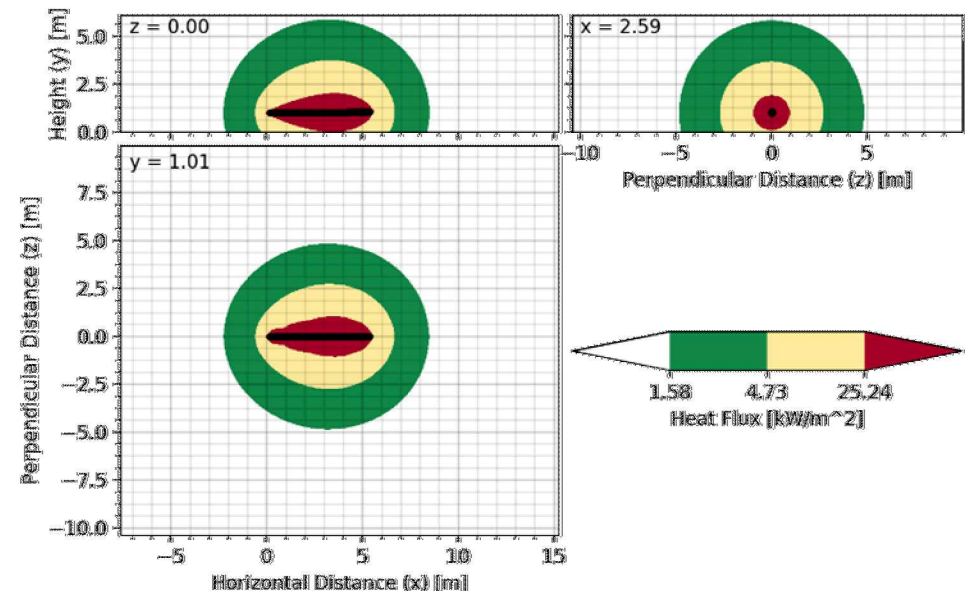 Height (y) [m]
5.0
2.5
0.0
z = 0.00
x = 2.59
−10 −5 0 5
Perpendicular Distance (z) [m]
Perpendicular Distance (z) [m]
y = 1.01
7.5
5.0
2.5
0.0
−2.5
−5.0
−7.5
−10.0
−5 0 5 10 15
Horizontal Distance (x) [m]
1.58 4.73 25.24
Heat Flux [kW/m^2]